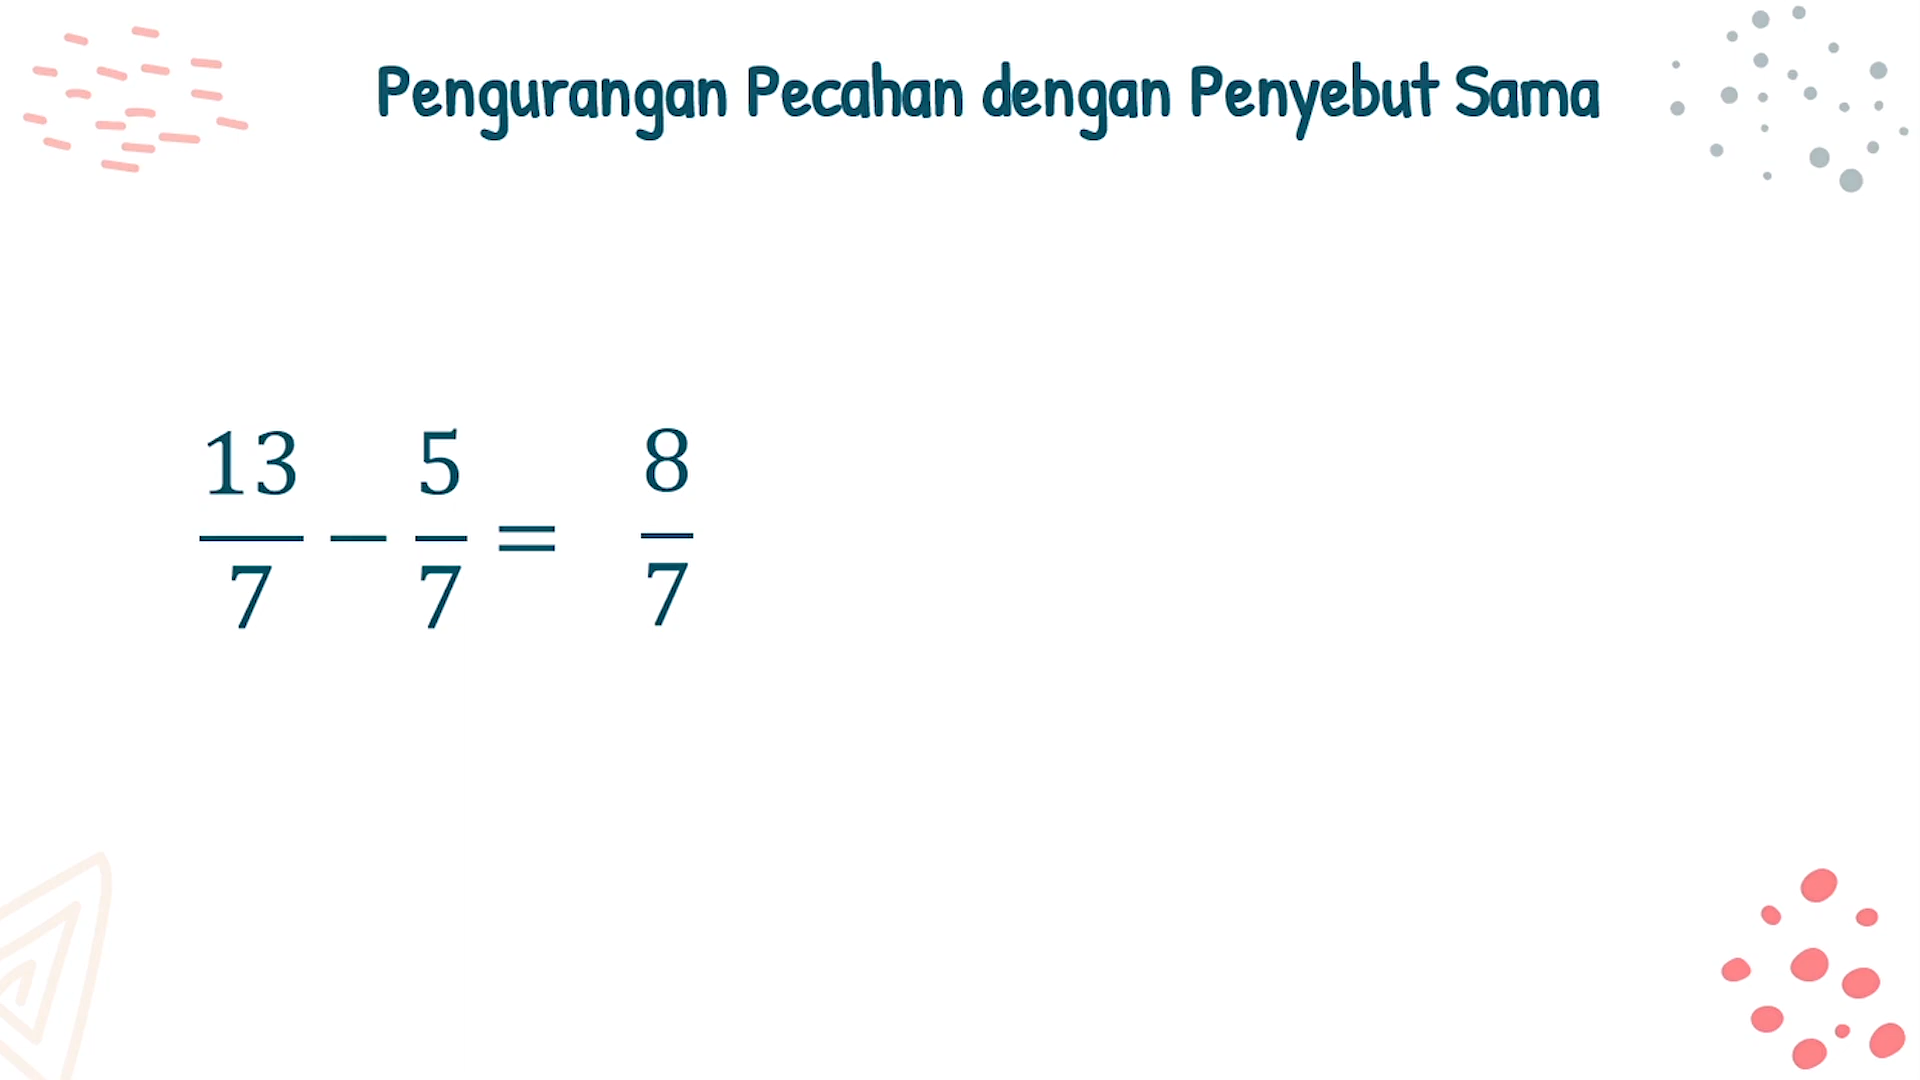 Pengurangan Pecahan dengan Penyebut Sama
13/7 − 5/7 = 8/7